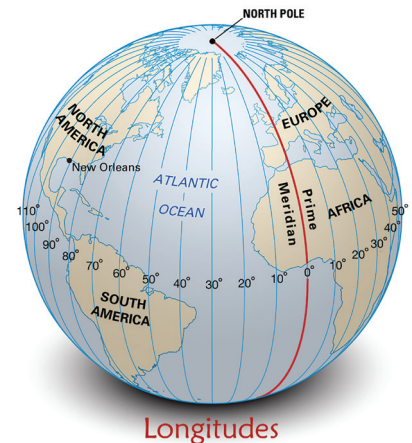 NORTH POLE
NORTH
AMERICA
EUROPE
New Orleans
ATLANTIC
OCEAN
Prime
Meridian
AFRICA
110°
100°
90°
80°
70°
60°
50°
40°
30°
20°
10°
0°
10°
20°
30°
40°
50°
SOUTH
AMERICA
Longitudes